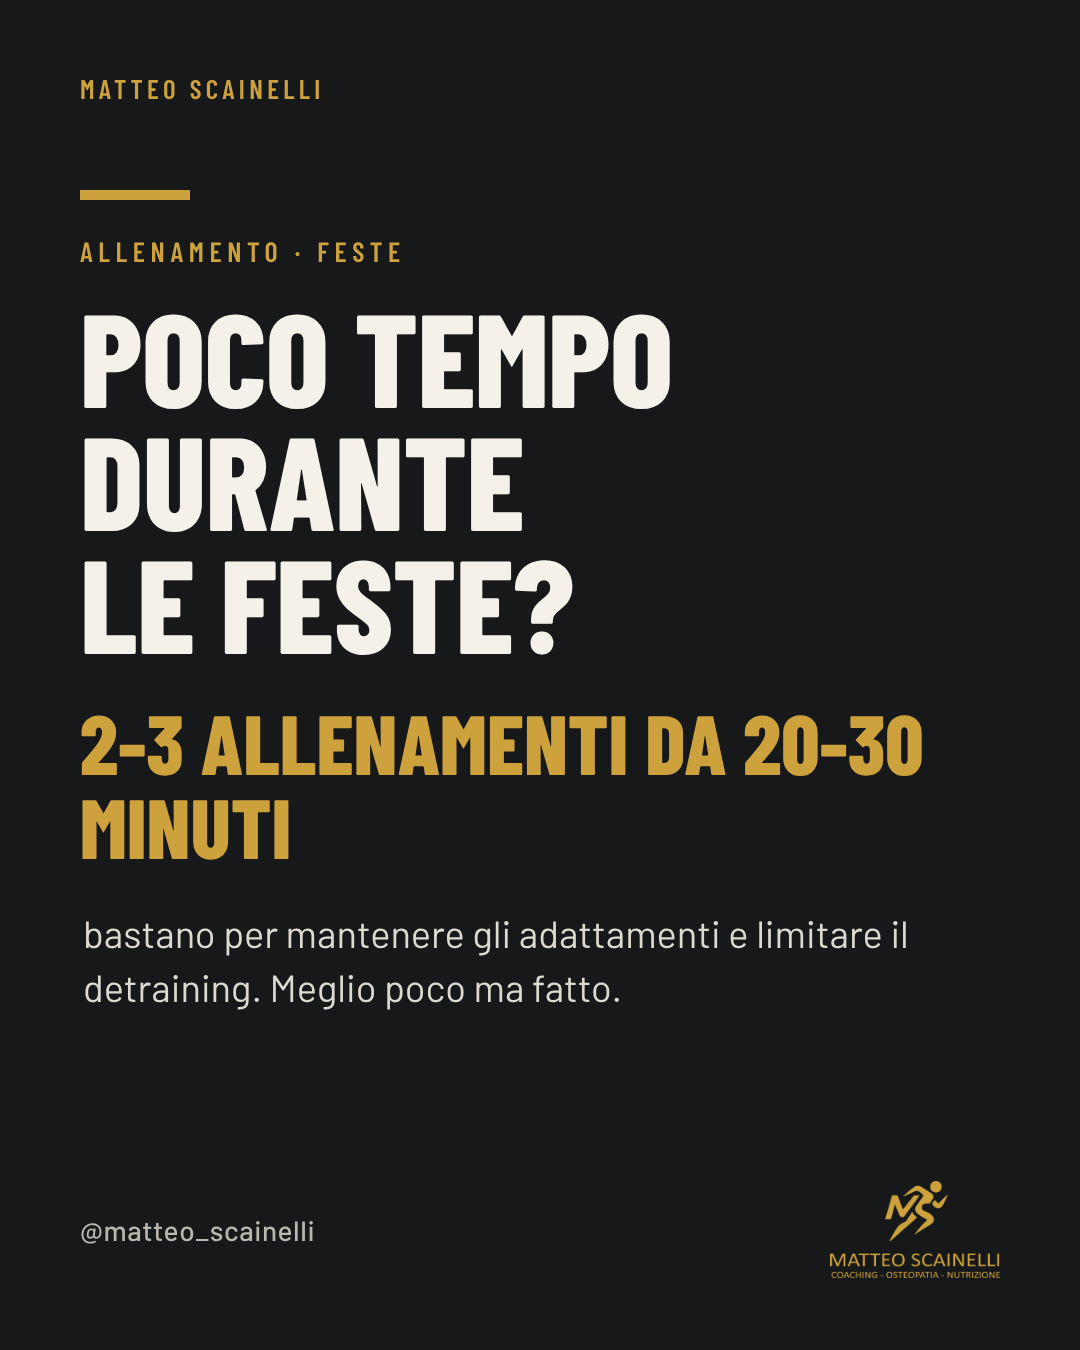 MATTEO SCAINELLI
ALLENAMENTO · FESTE
POCO TEMPO
DURANTE
LE FESTE?
2-3 ALLENAMENTI DA 20-30
MINUTI
bastano per mantenere gli adattamenti e limitare il
detraining. Meglio poco ma fatto.
@matteo_scainelli
MATTEO SCAINELLI
COACHING - OSTEOPATIA - NUTRIZIONE